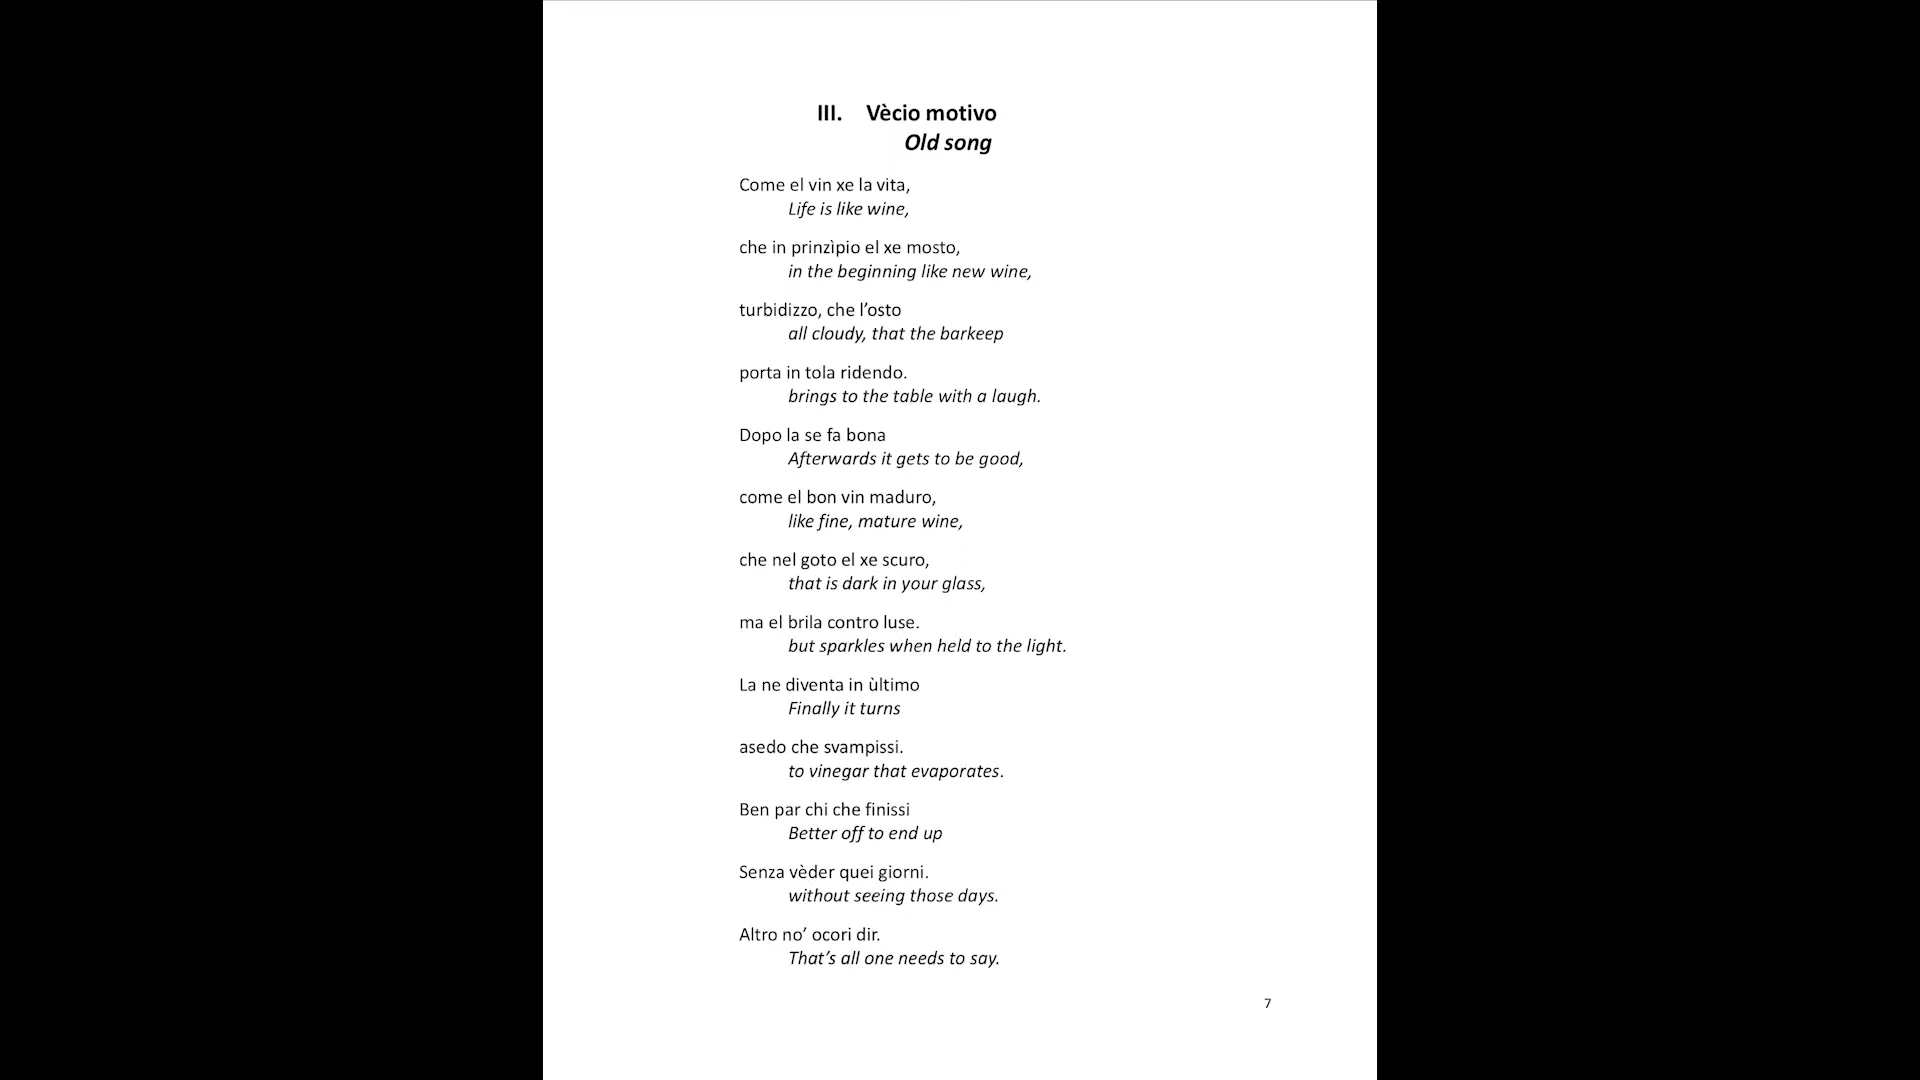 III. Vècio motivo
Old song
Come el vin xe la vita,
Life is like wine,
che in prinzìpio el xe mosto,
in the beginning like new wine,
turbidizzo, che l’osto
all cloudy, that the barkeep
porta in tola ridendo.
brings to the table with a laugh.
Dopo la se fa bona
Afterwards it gets to be good,
come el bon vin maduro,
like fine, mature wine,
che nel goto el xe scuro,
that is dark in your glass,
ma el brila contro luse.
but sparkles when held to the light.
La ne diventa in ùltimo
Finally it turns
asedo che svampissi.
to vinegar that evaporates.
Ben par chi che finissi
Better off to end up
Senza vèder quei giorni.
without seeing those days.
Altro no’ ocori dir.
That’s all one needs to say.
7